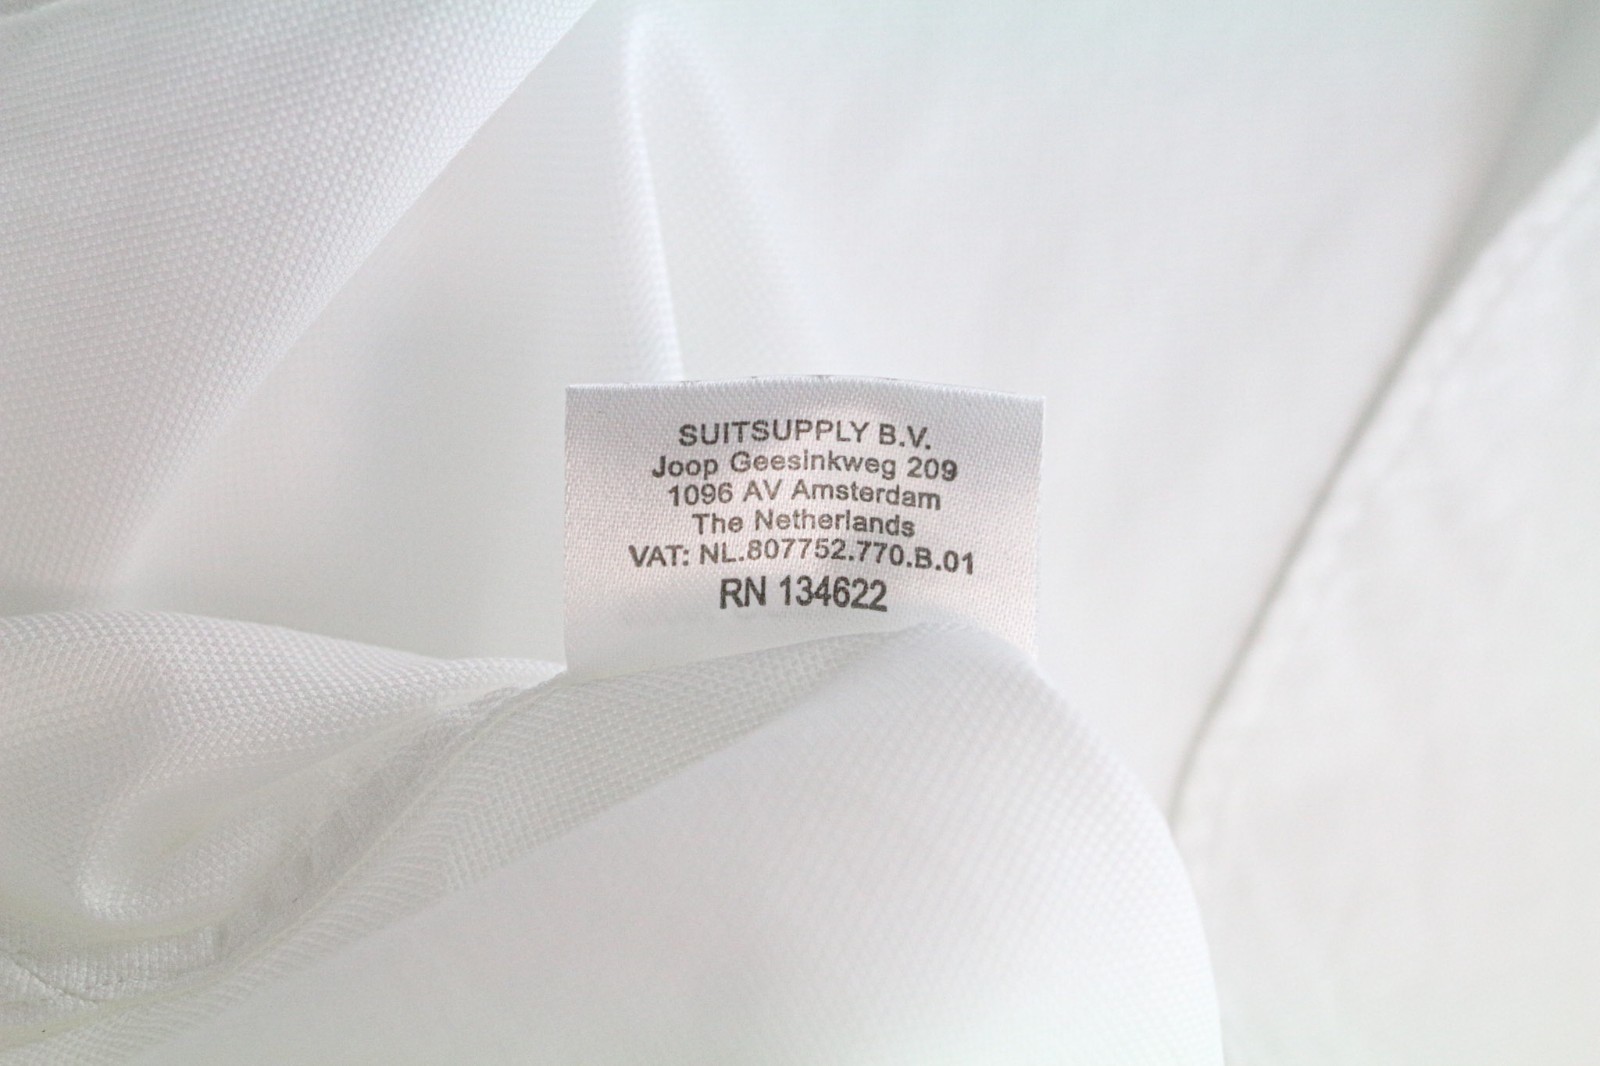 SUITSUPPLY B.V.
Joop Geesinkweg 209
1096 AV Amsterdam
The Netherlands
VAT: NL.807752.770.B.01
RN 134622